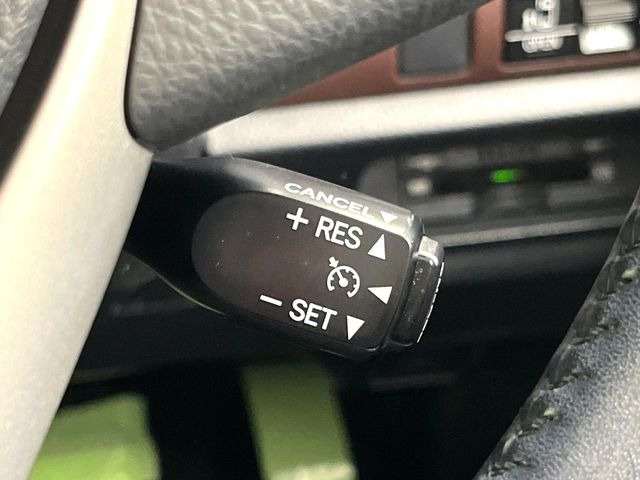 CANCEL ▼
+ RES ▲
◀
− SET ▼